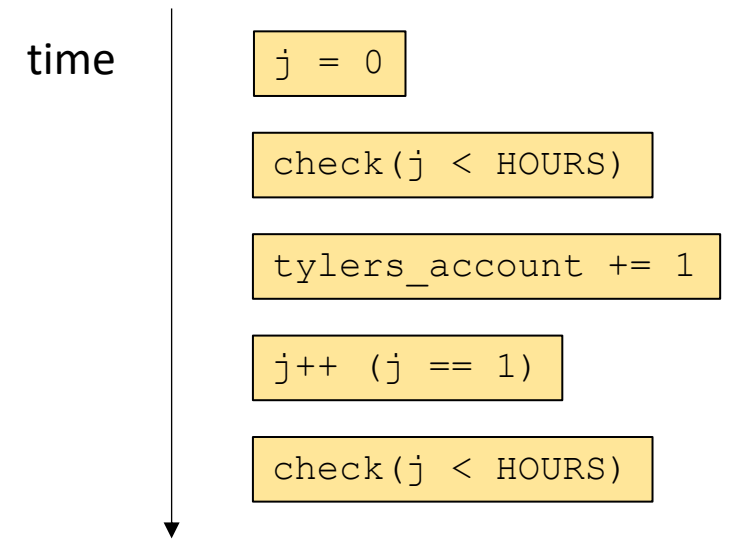 time
j = 0
check(j < HOURS)
tylers_account += 1
j++ (j == 1)
check(j < HOURS)